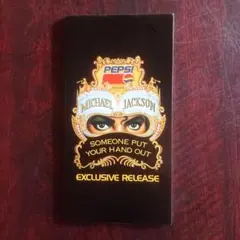 PEPSI
MICHAEL JACKSON
SOMEONE PUT
YOUR HAND OUT
EXCLUSIVE RELEASE